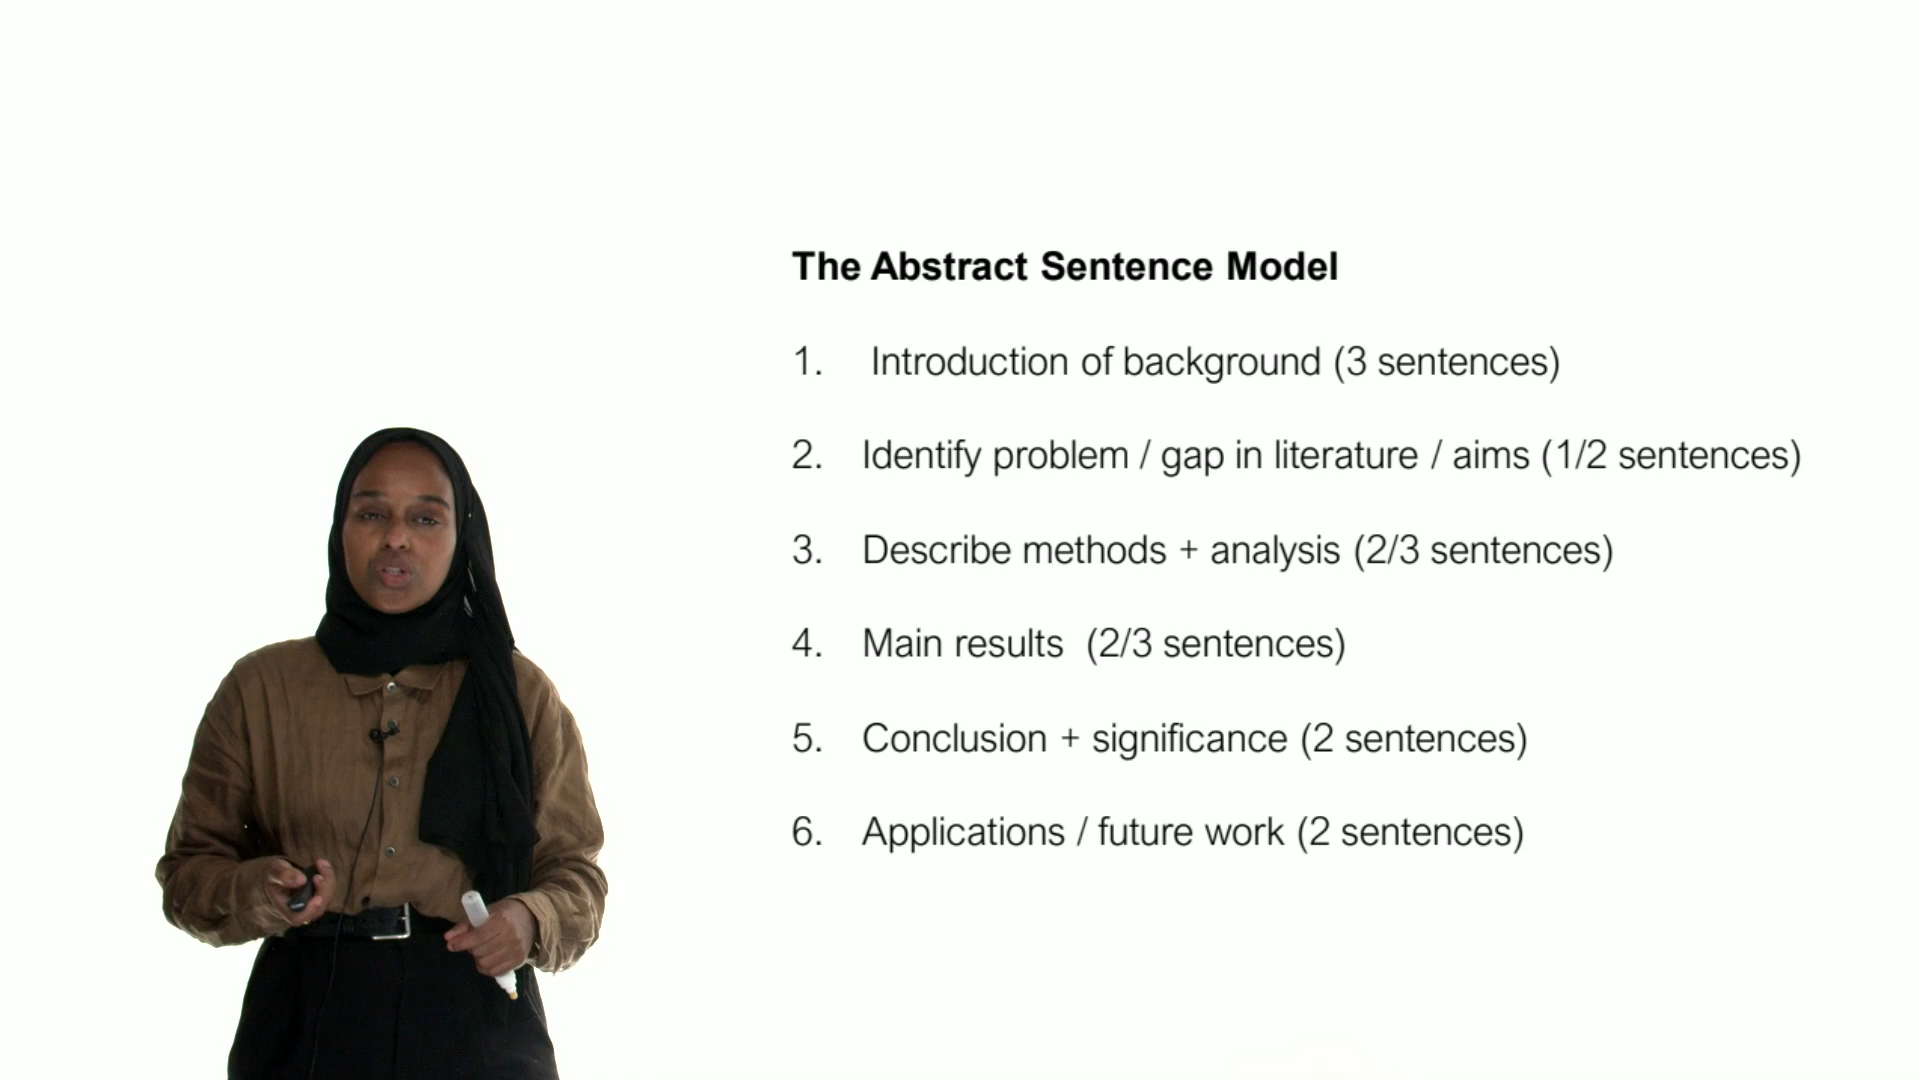 The Abstract Sentence Model
1. Introduction of background (3 sentences)
2. Identify problem / gap in literature / aims (1/2 sentences)
3. Describe methods + analysis (2/3 sentences)
4. Main results (2/3 sentences)
5. Conclusion + significance (2 sentences)
6. Applications / future work (2 sentences)